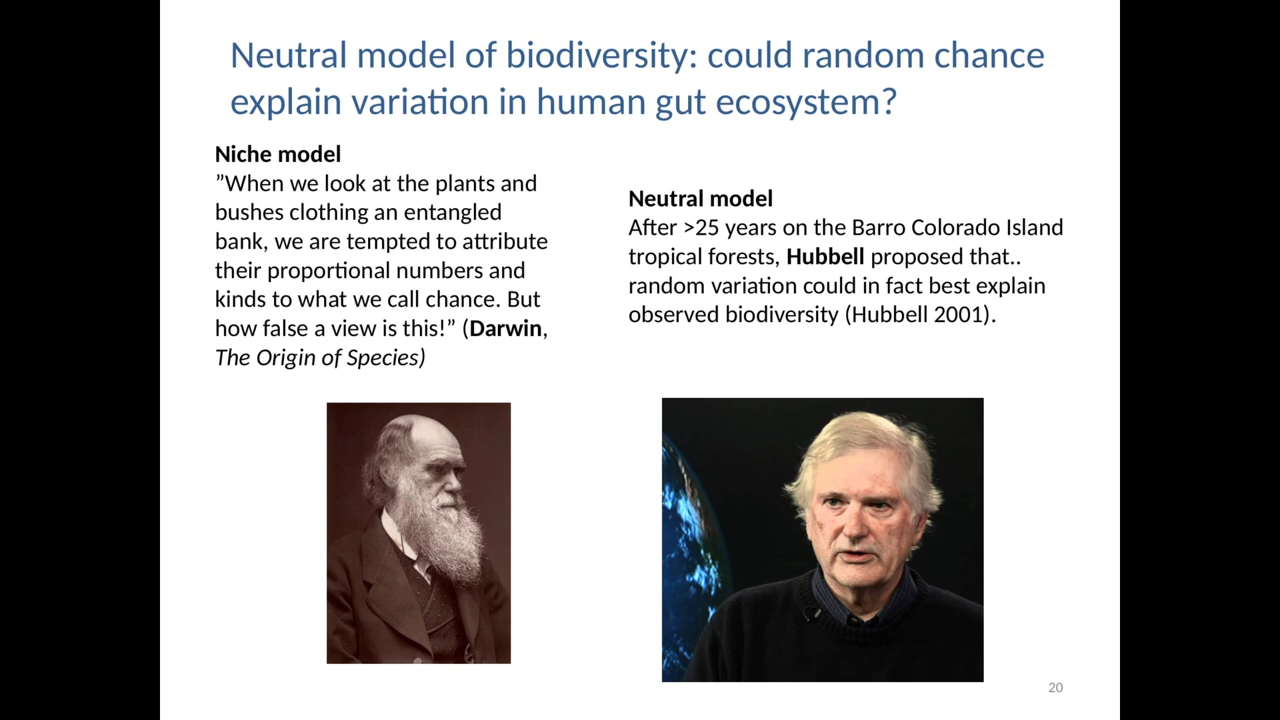 Neutral model of biodiversity: could random chance
explain variation in human gut ecosystem?
Niche model
”When we look at the plants and
bushes clothing an entangled
bank, we are tempted to attribute
their proportional numbers and
kinds to what we call chance. But
how false a view is this!” (Darwin,
The Origin of Species)
Neutral model
After >25 years on the Barro Colorado Island
tropical forests, Hubbell proposed that..
random variation could in fact best explain
observed biodiversity (Hubbell 2001).
20